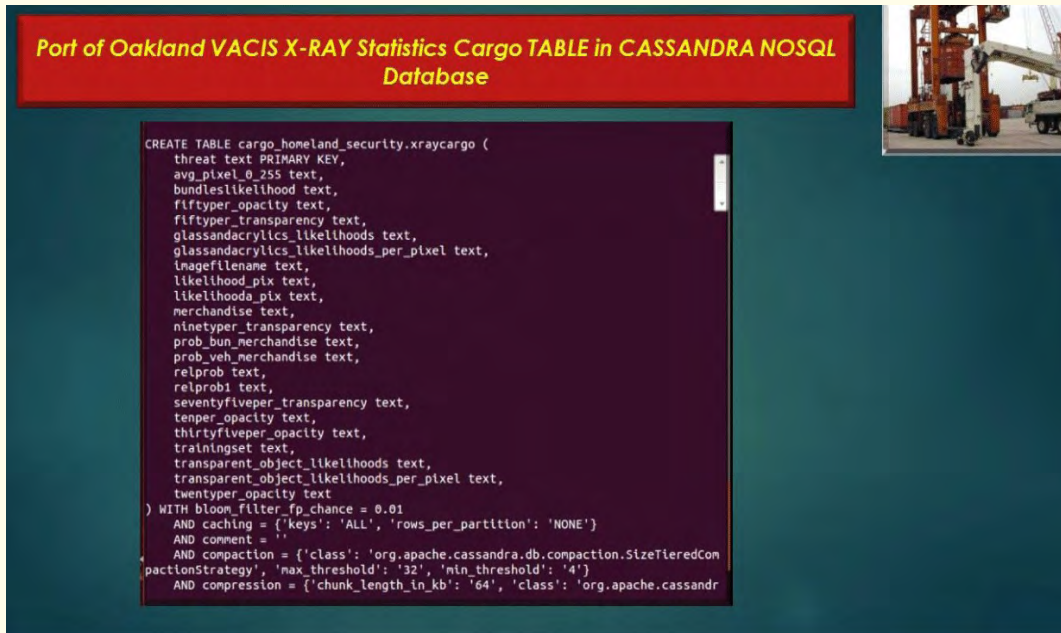 Port of Oakland VACIS X-RAY Statistics Cargo TABLE in CASSANDRA NOSQL
Database
CREATE TABLE cargo_homeland_security.xraycargo (
threat text PRIMARY KEY,
avg_pixel_0_255 text,
bundleslikelihood text,
fiftyper_opacity text,
fiftyper_transparency text,
glassandacrylics_likelihoods text,
glassandacrylics_likelihoods_per_pixel text,
imagefilename text,
likelihood_pix text,
likelihooda_pix text,
merchandise text,
ninetyper_transparency text,
prob_bun_merchandise text,
prob_veh_merchandise text,
relprob text,
relprob1 text,
seventyfiveper_transparency text,
tenper_opacity text,
thirtyfiveper_opacity text,
trainingset text,
transparent_object_likelihoods text,
transparent_object_likelihoods_per_pixel text,
twentyper_opacity text
) WITH bloom_filter_fp_chance = 0.01
AND caching = {'keys': 'ALL', 'rows_per_partition': 'NONE'}
AND comment = ''
AND compaction = {'class': 'org.apache.cassandra.db.compaction.SizeTieredCom
pactionStrategy', 'max_threshold': '32', 'min_threshold': '4'}
AND compression = {'chunk_length_in_kb': '64', 'class': 'org.apache.cassandr